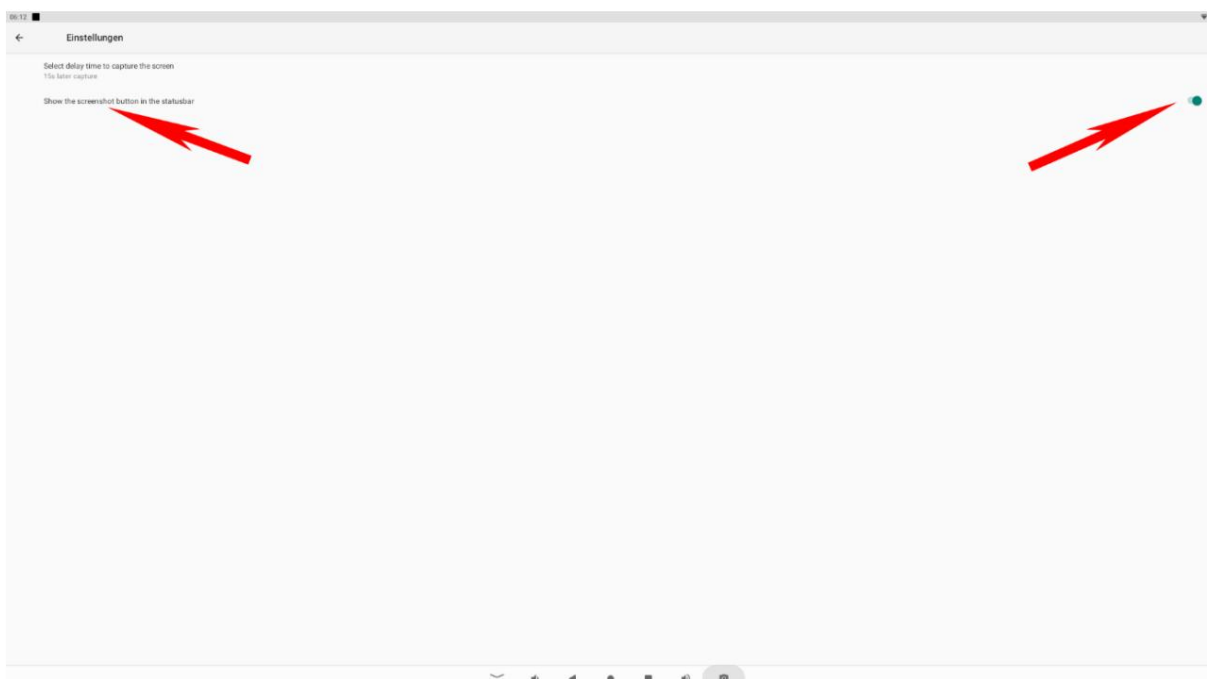 06:12
Einstellungen
Select delay time to capture the screen
15s later capture
Show the screenshot button in the statusbar